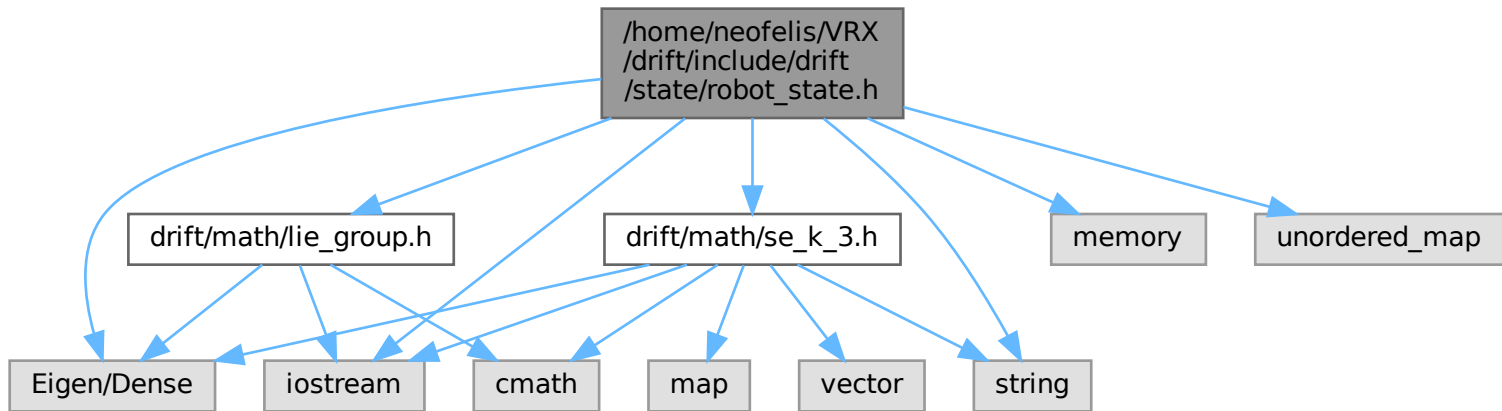 /home/neofelis/VRX
/drift/include/drift
/state/robot_state.h
drift/math/lie_group.h
drift/math/se_k_3.h
memory
unordered_map
Eigen/Dense
iostream
cmath
map
vector
string